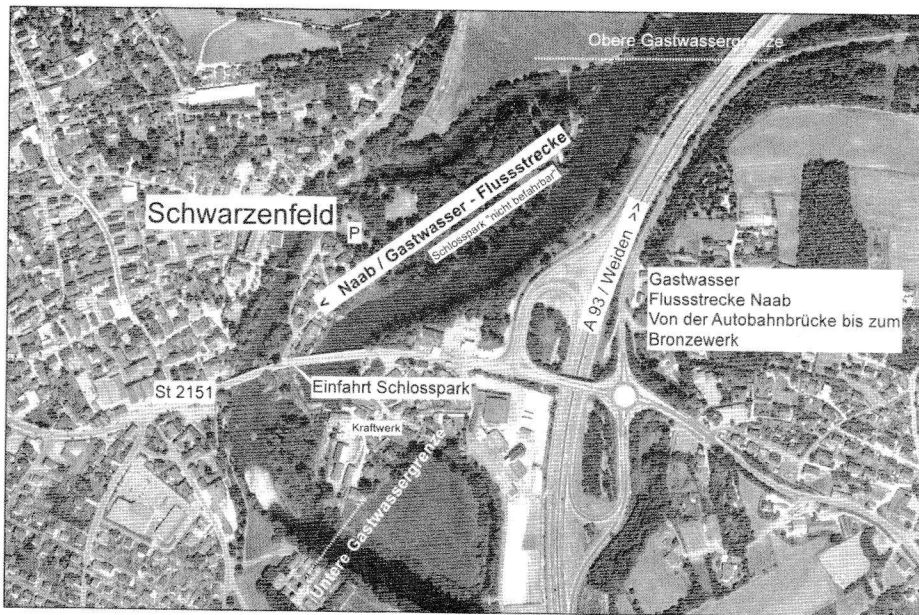 Obere Gastwassergrenze
Schwarzenfeld
P
< Naab / Gastwasser - Flussstrecke
Schlosspark "nicht befahrbar"
A 93 / Weiden >>
Gastwasser
Flussstrecke Naab
Von der Autobahnbrücke bis zum
Bronzewerk
St 2151
Einfahrt Schlosspark
Kraftwerk
Untere Gastwassergrenze